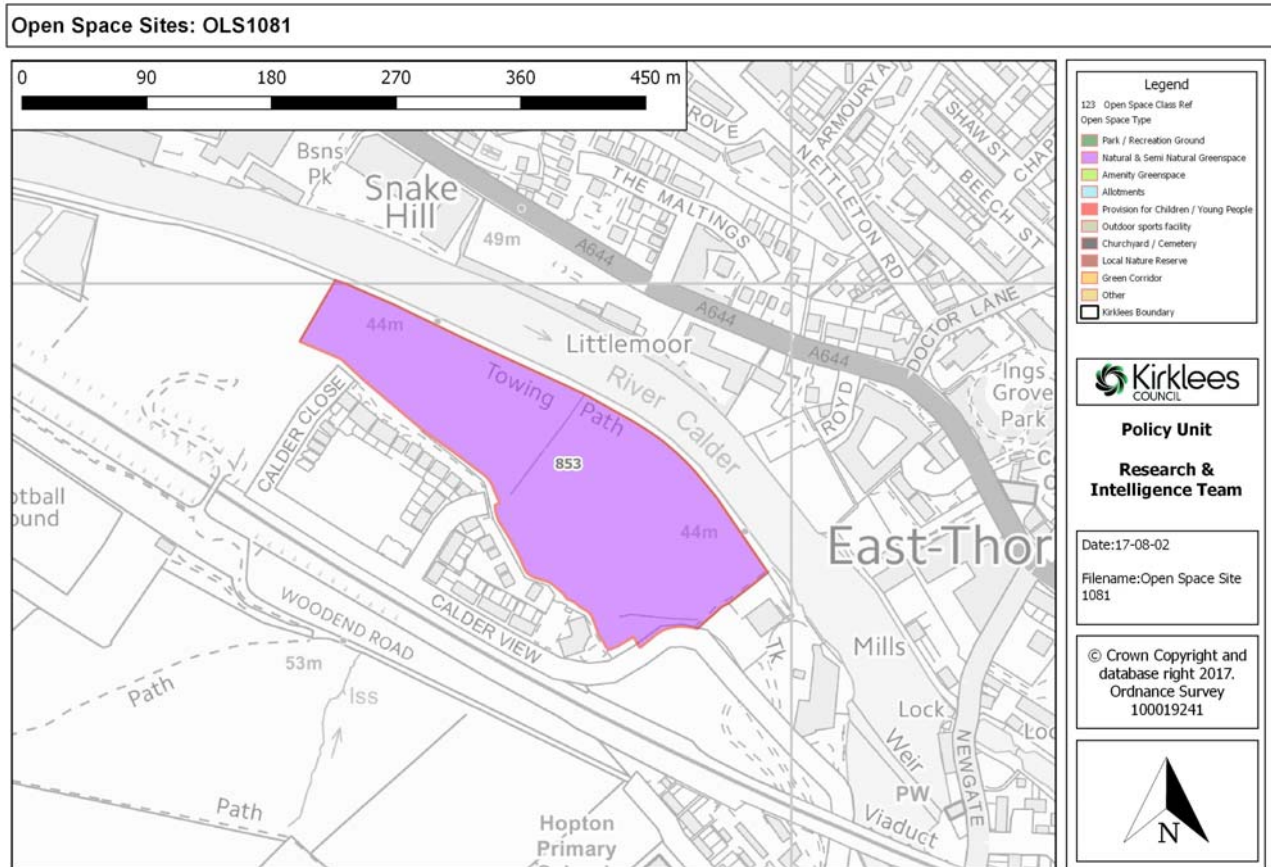 Open Space Sites: OLS1081
0 90 180 270 360 450 m
Bsns
Pk
Snake
Hill
49m
A644
THE MALTINGS
GROVE
ARMOURY A
NETTLETON RD
SHAW ST
BEECH ST
CHAP
44m
Littlemoor
A644
A644
DOCTOR LANE
Towing
Path
River Calder
ROYD
Ings
Grove
Park
CALDER CLOSE
853
44m
East-Thor
otball
ound
WOODEND ROAD
CALDER VIEW
53m
Path
Iss
Tk
Mills
Lock
Weir
Loc
NEWGATE
PW
Viaduct
Path
Hopton
Primary
Legend
123 Open Space Class Ref
Open Space Type
Park / Recreation Ground
Natural & Semi Natural Greenspace
Amenity Greenspace
Allotments
Provision for Children / Young People
Outdoor sports facility
Churchyard / Cemetery
Local Nature Reserve
Green Corridor
Other
Kirklees Boundary
Kirklees
COUNCIL
Policy Unit
Research &
Intelligence Team
Date:17-08-02
Filename:Open Space Site
1081
© Crown Copyright and
database right 2017.
Ordnance Survey
100019241
N